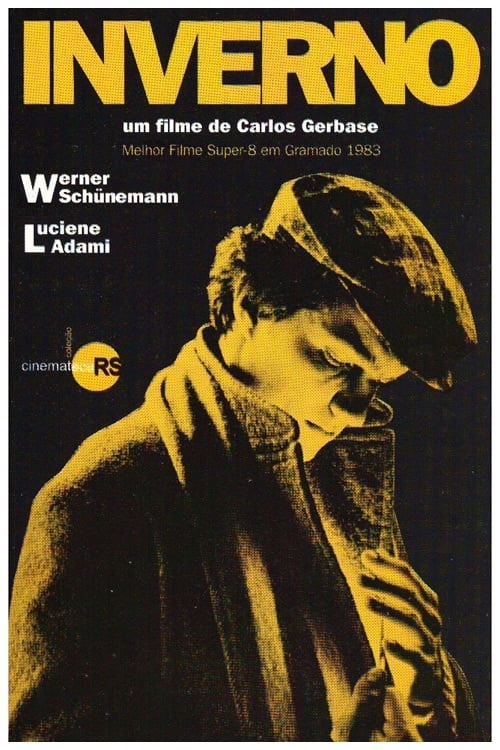 INVERNO
um filme de Carlos Gerbase
Melhor Filme Super-8 em Gramado 1983
Werner
Schünemann
Luciene
Adami
coleção
cinemateca RS